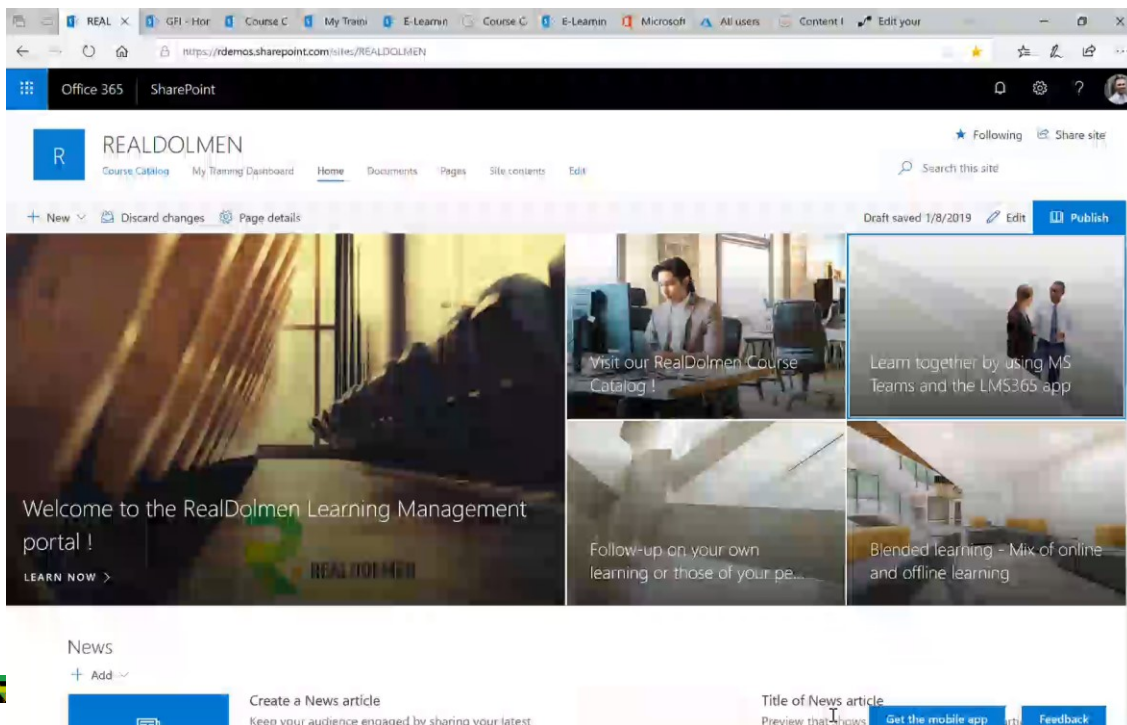 REAL
GFI - Hor
Course C
My Traini
E-Learnin
Course C
E-Learnin
Microsoft
All users
Content I
Edit your
https://rdemos.sharepoint.com/sites/REALDOLMEN
Office 365
SharePoint
R
REALDOLMEN
Following
Share site
Course Catalog
My Training Dashboard
Home
Documents
Pages
Site contents
Edit
Search this site
+ New
Discard changes
Page details
Draft saved 1/8/2019
Edit
Publish
Welcome to the RealDolmen Learning Management
portal !
LEARN NOW >
REALDOLMEN
Visit our RealDolmen Course
Catalog !
Learn together by using MS
Teams and the LMS365 app
Follow-up on your own
learning or those of your pe...
Blended learning - Mix of online
and offline learning
News
+ Add
Create a News article
Keep your audience engaged by sharing your latest
Title of News article
Preview that shows
Get the mobile app
Feedback